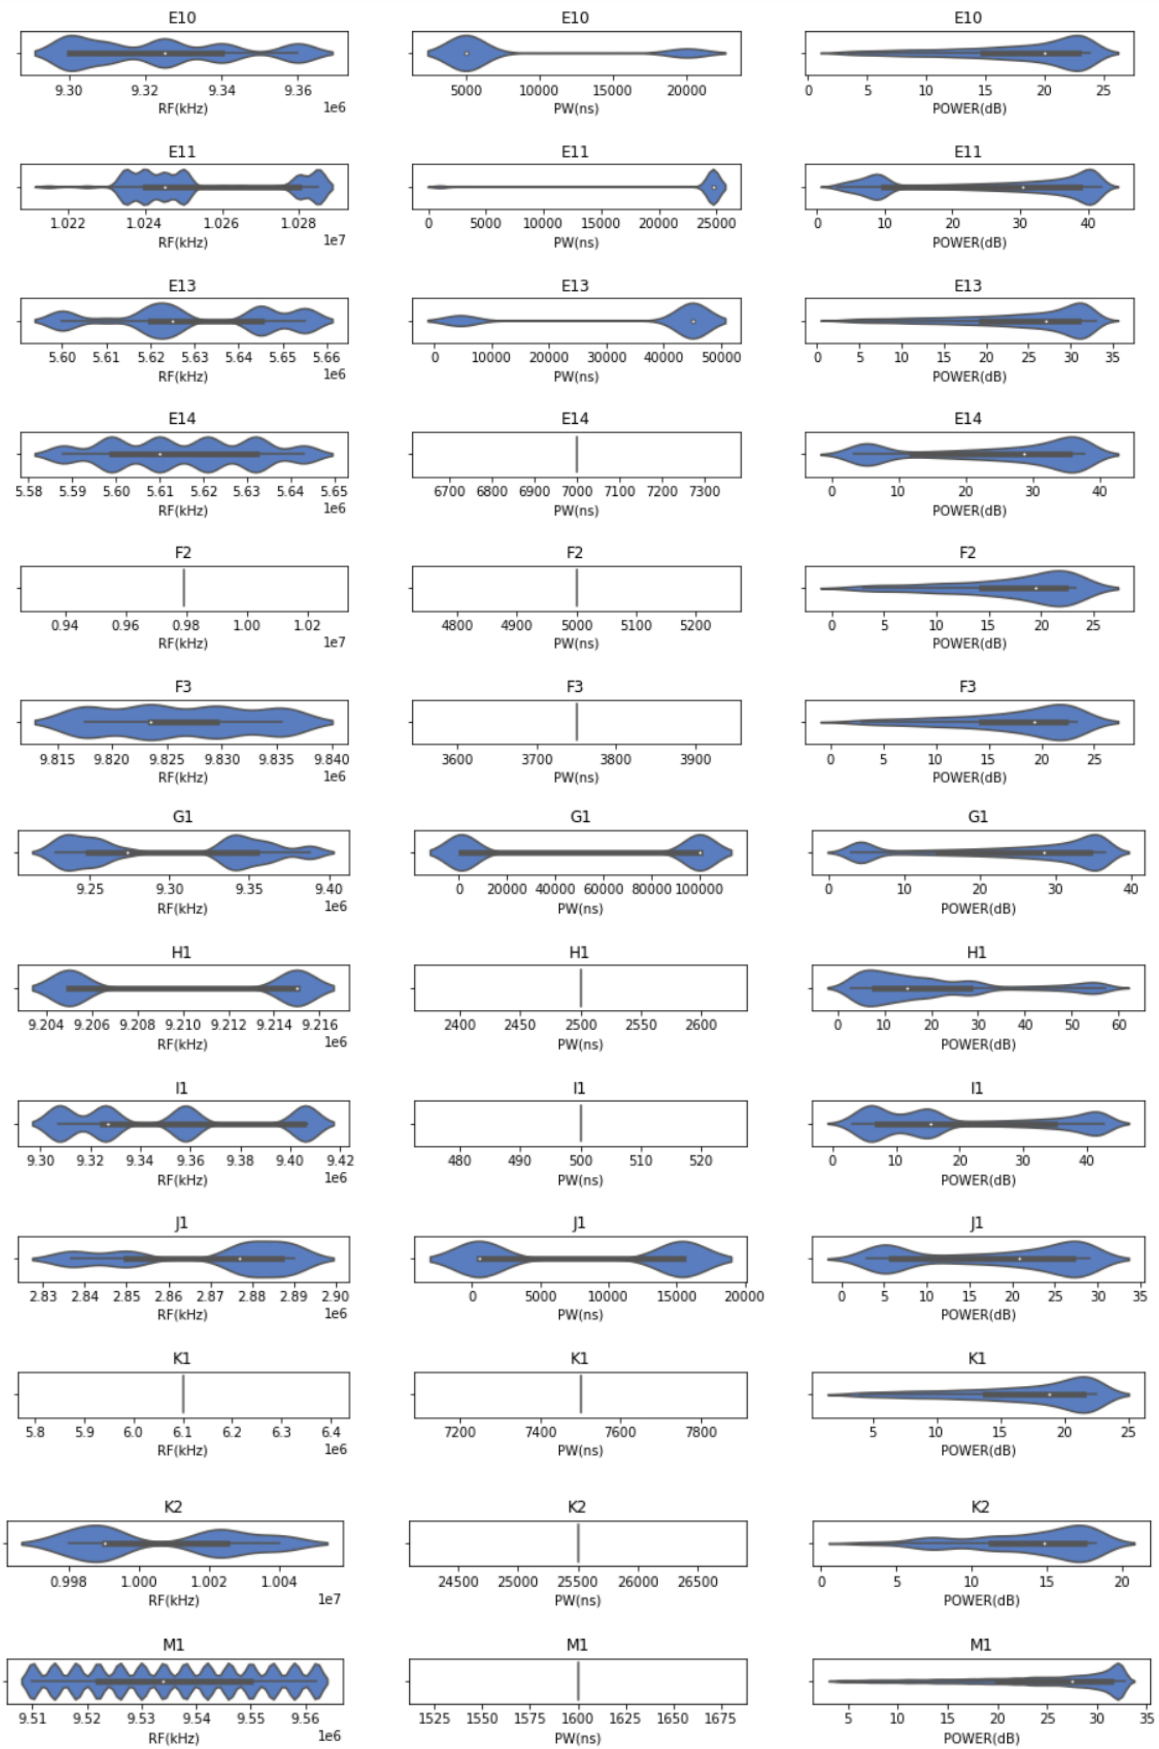 E10 E10 E10
9.30 9.32 9.34 9.36 5000 10000 15000 20000 0 5 10 15 20 25
RF(kHz) 1e6 PW(ns) POWER(dB)
E11 E11 E11
1.022 1.024 1.026 1.028 0 5000 10000 15000 20000 25000 0 10 20 30 40
RF(kHz) 1e7 PW(ns) POWER(dB)
E13 E13 E13
5.60 5.61 5.62 5.63 5.64 5.65 5.66 0 10000 20000 30000 40000 50000 0 5 10 15 20 25 30 35
RF(kHz) 1e6 PW(ns) POWER(dB)
E14 E14 E14
5.58 5.59 5.60 5.61 5.62 5.63 5.64 5.65 6700 6800 6900 7000 7100 7200 7300 0 10 20 30 40
RF(kHz) 1e6 PW(ns) POWER(dB)
F2 F2 F2
0.94 0.96 0.98 1.00 1.02 4800 4900 5000 5100 5200 0 5 10 15 20 25
RF(kHz) 1e7 PW(ns) POWER(dB)
F3 F3 F3
9.815 9.820 9.825 9.830 9.835 9.840 3600 3700 3800 3900 0 5 10 15 20 25
RF(kHz) 1e6 PW(ns) POWER(dB)
G1 G1 G1
9.25 9.30 9.35 9.40 0 20000 40000 60000 80000 100000 0 10 20 30 40
RF(kHz) 1e6 PW(ns) POWER(dB)
H1 H1 H1
9.204 9.206 9.208 9.210 9.212 9.214 9.216 2400 2450 2500 2550 2600 0 10 20 30 40 50 60
RF(kHz) 1e6 PW(ns) POWER(dB)
I1 I1 I1
9.30 9.32 9.34 9.36 9.38 9.40 9.42 480 490 500 510 520 0 10 20 30 40
RF(kHz) 1e6 PW(ns) POWER(dB)
J1 J1 J1
2.83 2.84 2.85 2.86 2.87 2.88 2.89 2.90 0 5000 10000 15000 20000 0 5 10 15 20 25 30 35
RF(kHz) 1e6 PW(ns) POWER(dB)
K1 K1 K1
5.8 5.9 6.0 6.1 6.2 6.3 6.4 7200 7400 7600 7800 5 10 15 20 25
RF(kHz) 1e6 PW(ns) POWER(dB)
K2 K2 K2
0.998 1.000 1.002 1.004 24500 25000 25500 26000 26500 0 5 10 15 20
RF(kHz) 1e7 PW(ns) POWER(dB)
M1 M1 M1
9.51 9.52 9.53 9.54 9.55 9.56 1525 1550 1575 1600 1625 1650 1675 5 10 15 20 25 30 35
RF(kHz) 1e6 PW(ns) POWER(dB)